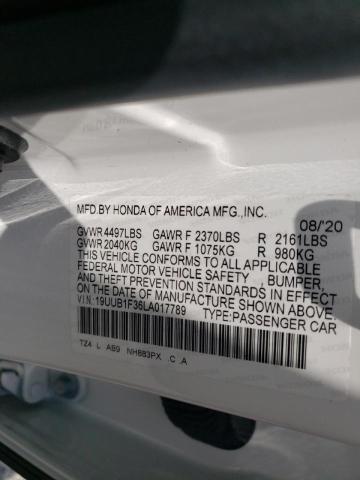 MFD.BY HONDA OF AMERICA MFG.,INC. 08/20
GVWR 4497LBS GAWR F 2370LBS R 2161LBS
GVWR 2040KG GAWR F 1075KG R 980KG
THIS VEHICLE CONFORMS TO ALL APPLICABLE
FEDERAL MOTOR VEHICLE SAFETY , BUMPER,
AND THEFT PREVENTION STANDARDS IN EFFECT
ON THE DATE OF MANUFACTURE SHOWN ABOVE.
VIN:19UUB1F36LA017789 TYPE:PASSENGER CAR
TZ4 L AB9 NH883PX C A